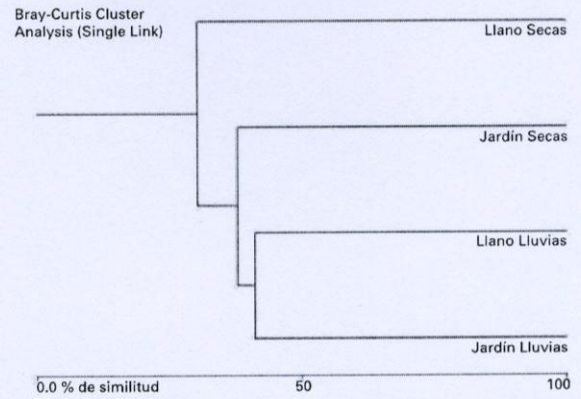 Bray-Curtis Cluster
Analysis (Single Link)
Llano Secas
Jardín Secas
Llano Lluvias
Jardín Lluvias
0.0 % de similitud 50 100